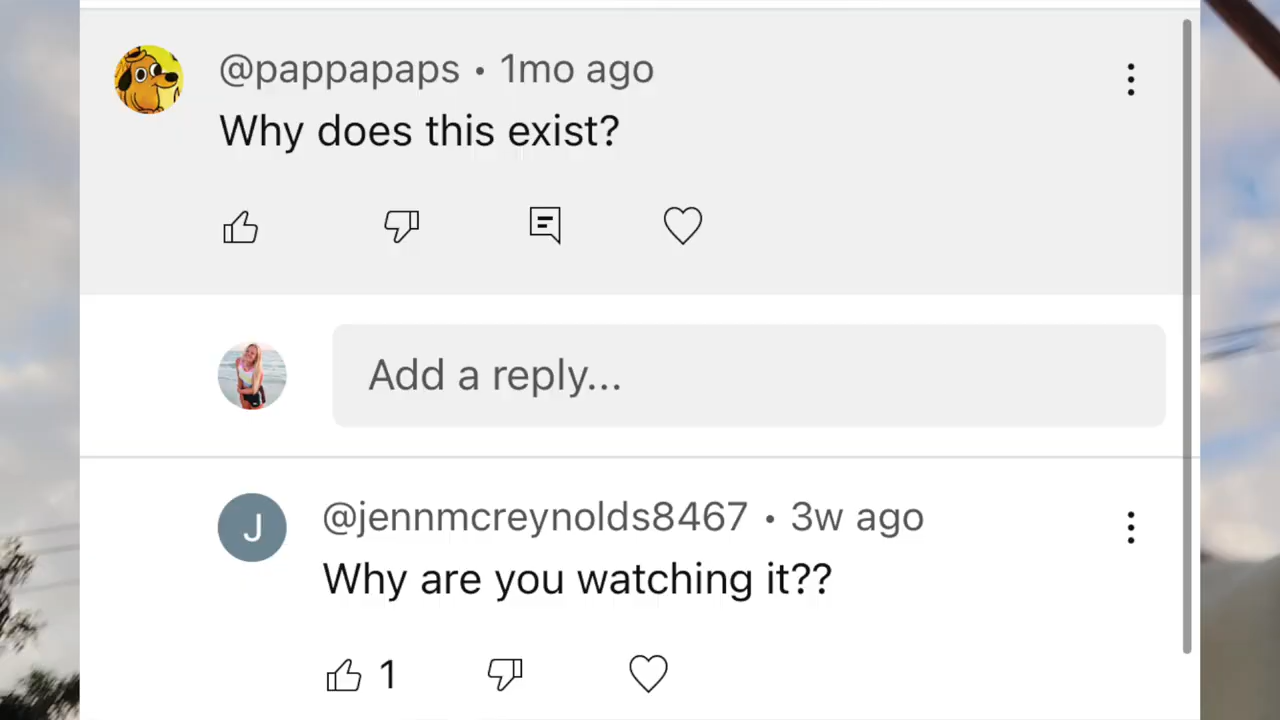 @pappapaps • 1mo ago
Why does this exist?
Add a reply...
J
@jennmcreynolds8467 • 3w ago
Why are you watching it??
1